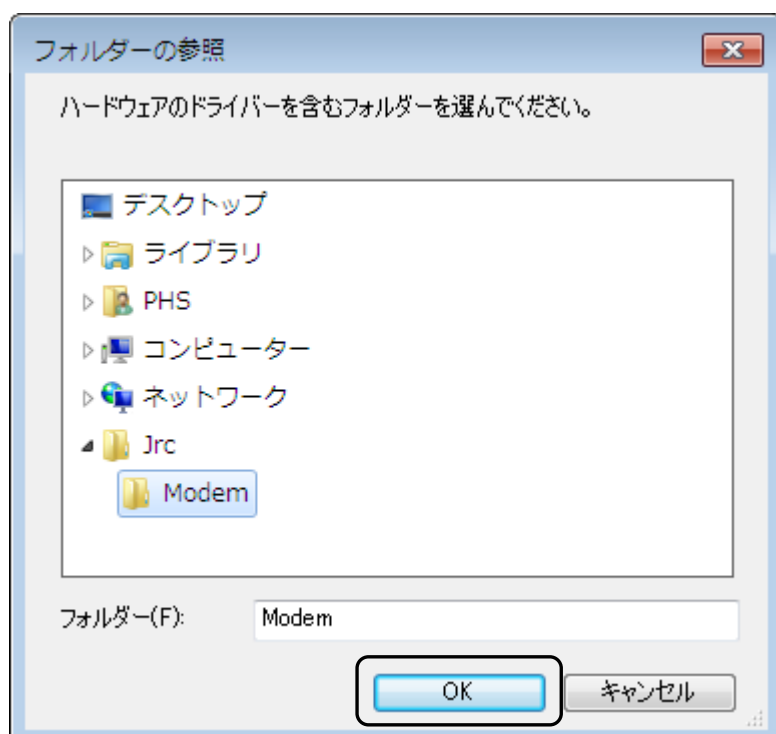 フォルダーの参照
ハードウェアのドライバーを含むフォルダーを選んでください。
デスクトップ
ライブラリ
PHS
コンピューター
ネットワーク
Jrc
Modem
フォルダー(F): Modem
OK キャンセル